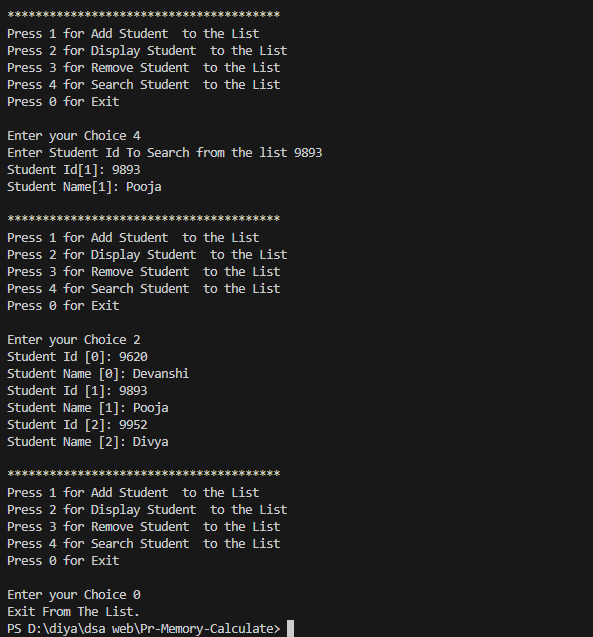 ***************************************
Press 1 for Add Student  to the List
Press 2 for Display Student  to the List
Press 3 for Remove Student  to the List
Press 4 for Search Student  to the List
Press 0 for Exit

Enter your Choice 4
Enter Student Id To Search from the list 9893
Student Id[1]: 9893
Student Name[1]: Pooja

***************************************
Press 1 for Add Student  to the List
Press 2 for Display Student  to the List
Press 3 for Remove Student  to the List
Press 4 for Search Student  to the List
Press 0 for Exit

Enter your Choice 2
Student Id [0]: 9620
Student Name [0]: Devanshi
Student Id [1]: 9893
Student Name [1]: Pooja
Student Id [2]: 9952
Student Name [2]: Divya

***************************************
Press 1 for Add Student  to the List
Press 2 for Display Student  to the List
Press 3 for Remove Student  to the List
Press 4 for Search Student  to the List
Press 0 for Exit

Enter your Choice 0
Exit From The List.
PS D:\diya\dsa web\Pr-Memory-Calculate>